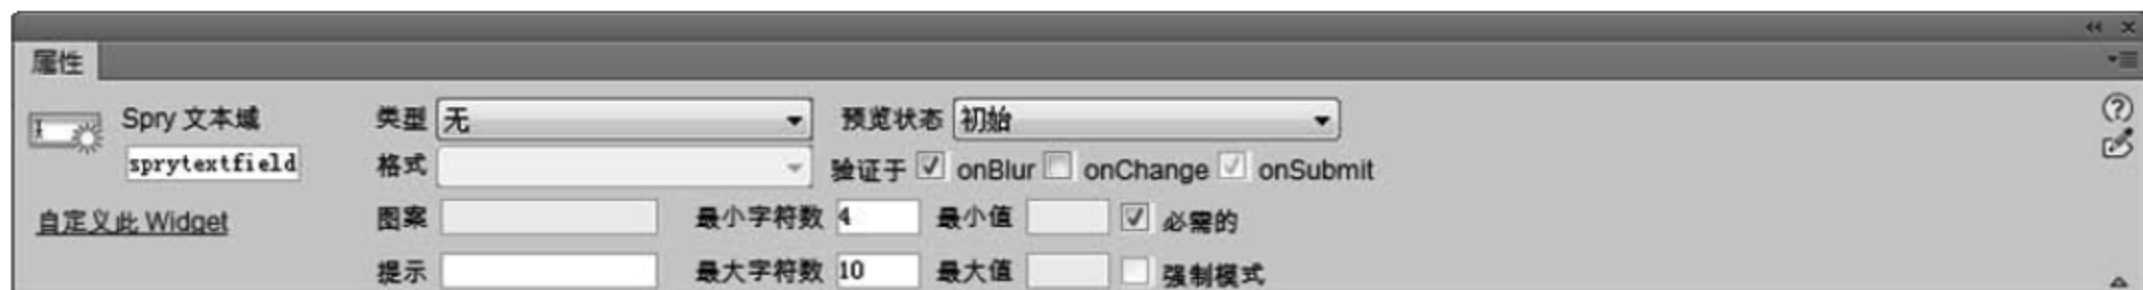 属性
Spry 文本域 类型 无 预览状态 初始
sprytextfield 格式 验证于 onBlur onChange onSubmit
自定义此 Widget 图案 最小字符数 4 最小值 必需的
提示 最大字符数 10 最大值 强制模式